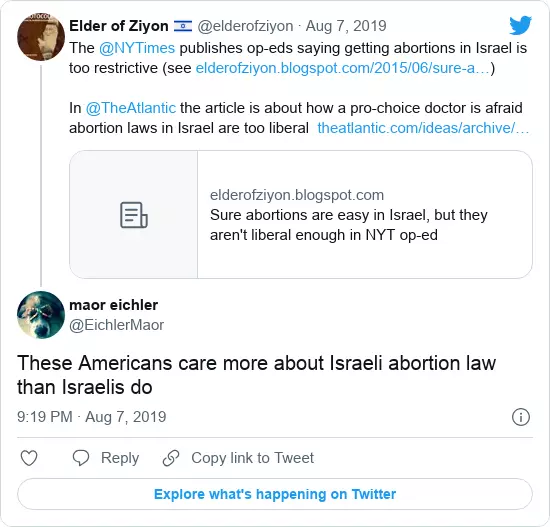 Elder of Ziyon 🇮🇱 @elderofziyon · Aug 7, 2019
The @NYTimes publishes op-eds saying getting abortions in Israel is
too restrictive (see elderofziyon.blogspot.com/2015/06/sure-a…)
In @TheAtlantic the article is about how a pro-choice doctor is afraid
abortion laws in Israel are too liberal theatlantic.com/ideas/archive/…
elderofziyon.blogspot.com
Sure abortions are easy in Israel, but they
aren't liberal enough in NYT op-ed
maor eichler
@EichlerMaor
These Americans care more about Israeli abortion law
than Israelis do
9:19 PM · Aug 7, 2019
Reply
Copy link to Tweet
Explore what's happening on Twitter